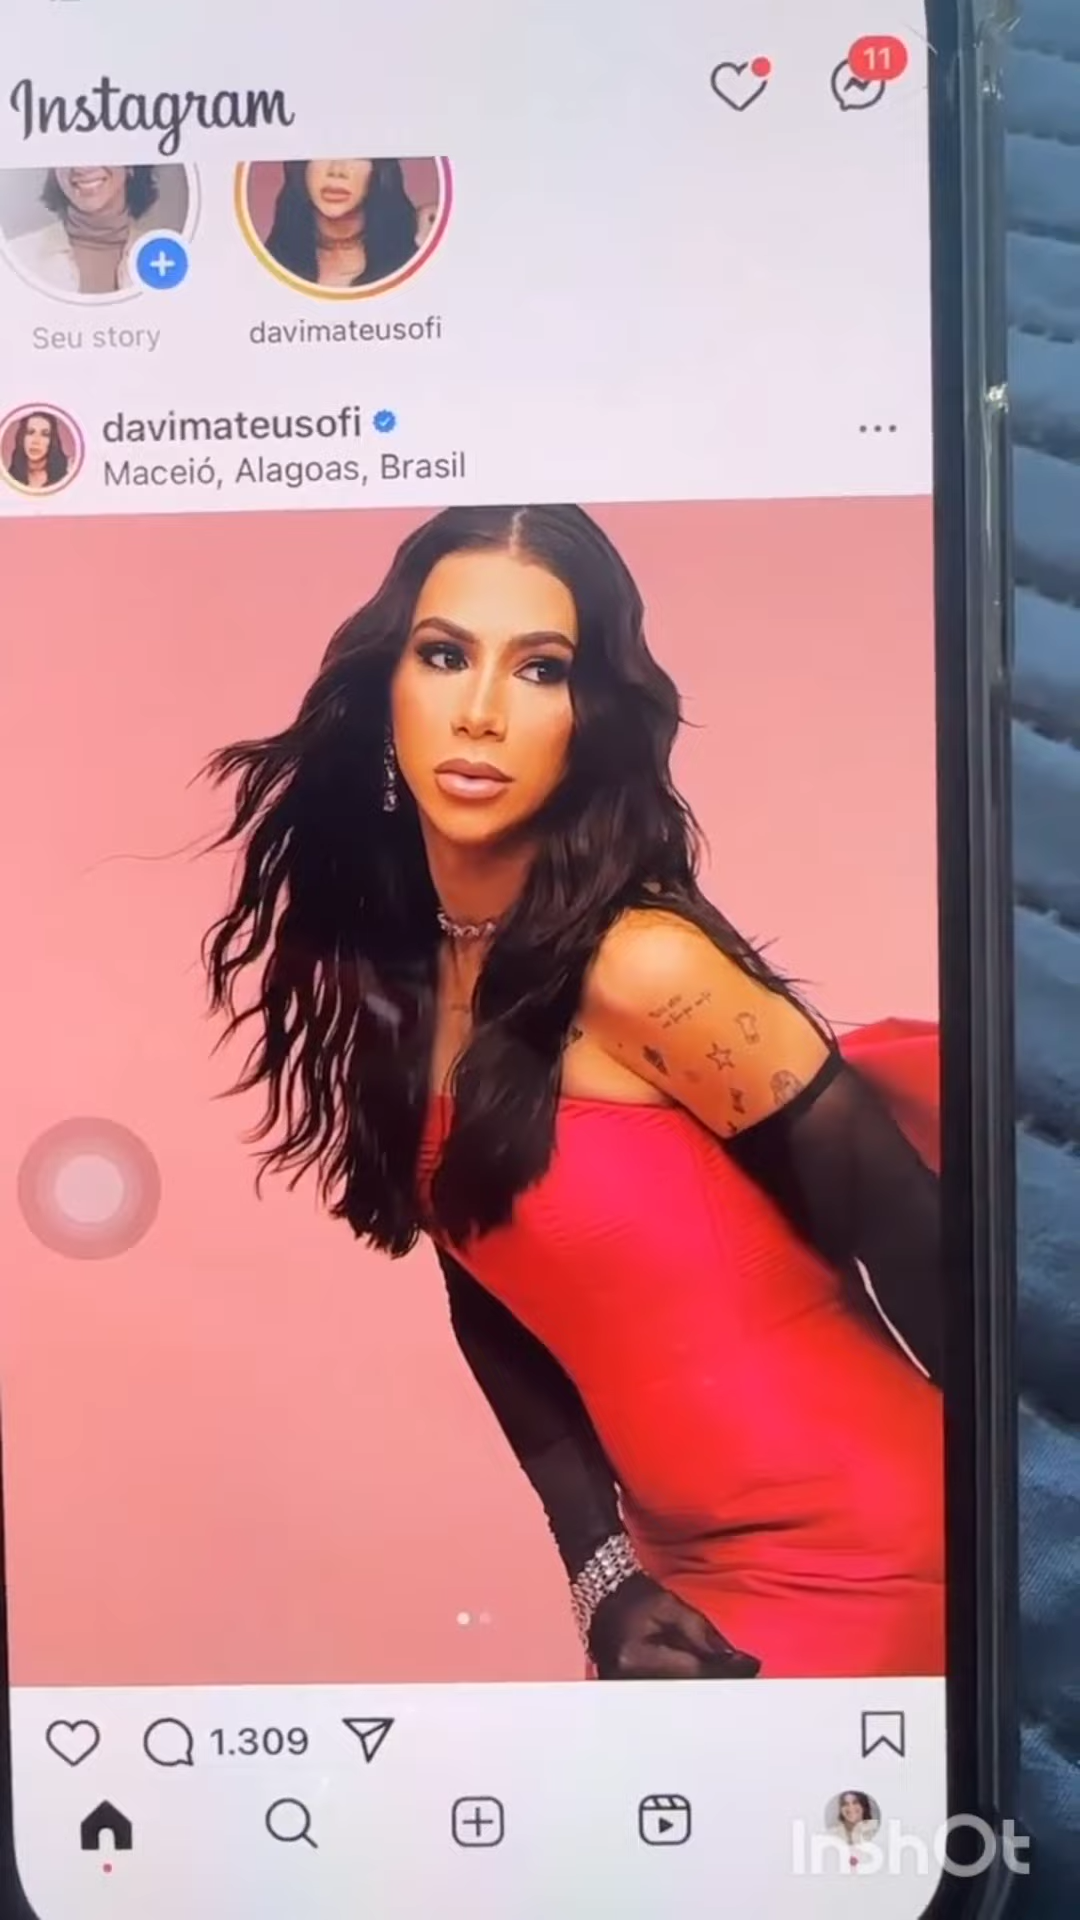 Instagram
11
Seu story
davimateusofi
davimateusofi
Maceió, Alagoas, Brasil
1.309
InShOt